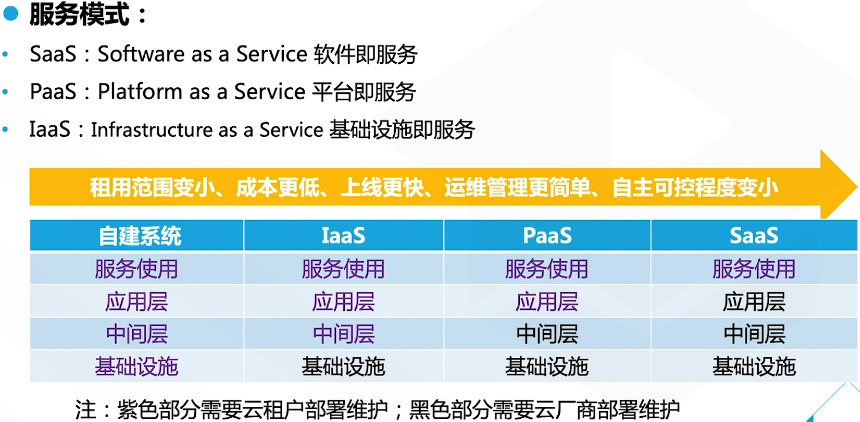 服务模式：
SaaS：Software as a Service 软件即服务
PaaS：Platform as a Service 平台即服务
IaaS：Infrastructure as a Service 基础设施即服务
租用范围变小、成本更低、上线更快、运维管理更简单、自主可控程度变小
自建系统 IaaS PaaS SaaS
服务使用 服务使用 服务使用 服务使用
应用层 应用层 应用层 应用层
中间层 中间层 中间层 中间层
基础设施 基础设施 基础设施 基础设施
注：紫色部分需要云租户部署维护；黑色部分需要云厂商部署维护